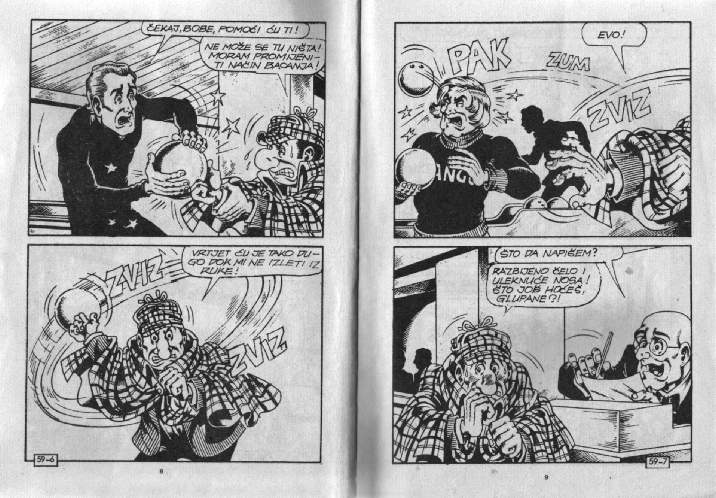 ČEKAJ, BOBE, POMOĆI ĆU TI!
NE MOŽE SE TU NIŠTA!
MORAM PROMIJENI-
TI NAČIN BACANJA!
VRTJET ĆU JE TAKO DU-
GO DOK MI NE IZLETI IZ
RUKE!
ZVIZ
ZVIZ
59-6
8
EVO!
PAK
ZUM
ZVIZ
ANGO
ŠTO DA NAPIŠEM?
RAZBIJENO ČELO I
ULEKNUĆE NOSA!
ŠTO JOŠ HOĆEŠ,
GLUPANE?!
59-7
9